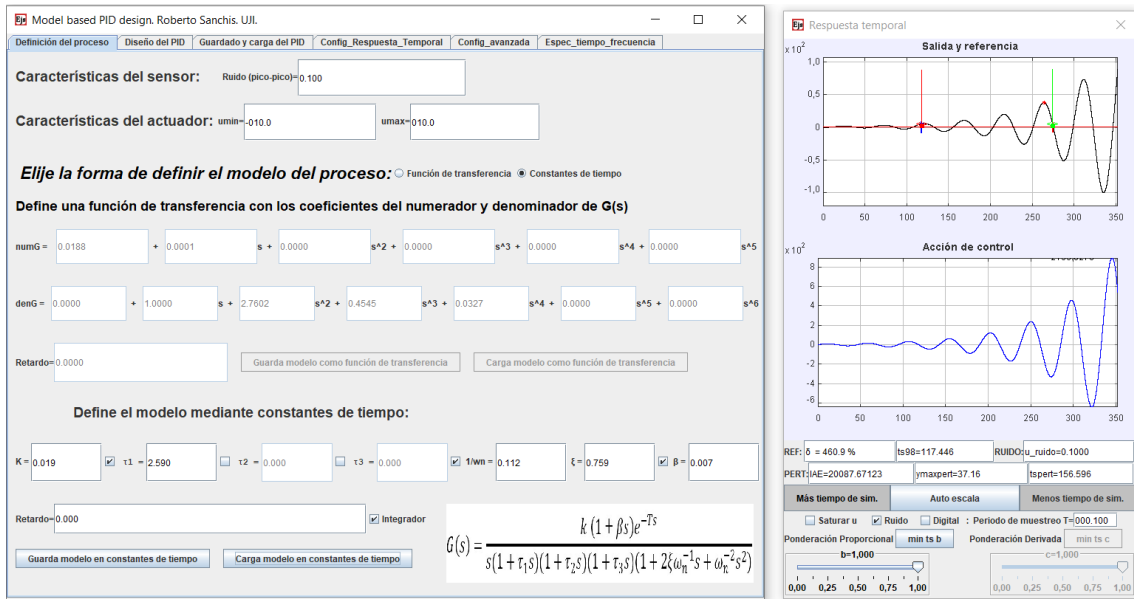 Model based PID design. Roberto Sanchis. UJI.
Definición del proceso Diseño del PID Guardado y carga del PID Config_Respuesta_Temporal Config_avanzada Espec_tiempo_frecuencia
Características del sensor: Ruido (pico-pico)= 0.100
Características del actuador: umin= -010.0 umax= 010.0
Elije la forma de definir el modelo del proceso: Función de transferencia Constantes de tiempo
Define una función de transferencia con los coeficientes del numerador y denominador de G(s)
numG = 0.0188 + 0.0001 s + 0.0000 s^2 + 0.0000 s^3 + 0.0000 s^4 + 0.0000 s^5
denG = 0.0000 + 1.0000 s + 2.7602 s^2 + 0.4545 s^3 + 0.0327 s^4 + 0.0000 s^5 + 0.0000 s^6
Retardo= 0.0000 Guarda modelo como función de transferencia Carga modelo como función de transferencia
Define el modelo mediante constantes de tiempo:
K = 0.019 τ1 = 2.590 τ2 = 0.000 τ3 = 0.000 1/wn = 0.112 ξ = 0.759 β = 0.007
Retardo= 0.000 Integrador
Guarda modelo en constantes de tiempo Carga modelo en constantes de tiempo
G(s) = k(1+βs)e^{-Ts} / s(1+τ₁s)(1+τ₂s)(1+τ₃s)(1+2ξωₙ⁻¹s+ωₙ⁻²s²)
Respuesta temporal
Salida y referencia
x 10²
1,0
0,5
0
-0,5
-1,0
0 50 100 150 200 250 300 350
Acción de control
x 10²
8
6
4
2
0
-2
-4
-6
0 50 100 150 200 250 300 350
REF: δ = 460.9 % ts98=117.446 RUIDO: u_ruido=0.1000
PERT: IAE=20087.67123 ymaxpert=37.16 tspert=156.596
Más tiempo de sim. Auto escala Menos tiempo de sim.
Saturar u Ruido Digital : Periodo de muestreo T= 000.100
Ponderación Proporcional min ts b Ponderación Derivada min ts c
b=1,000 c=1,000
0,00 0,25 0,50 0,75 1,00 0,00 0,25 0,50 0,75 1,00